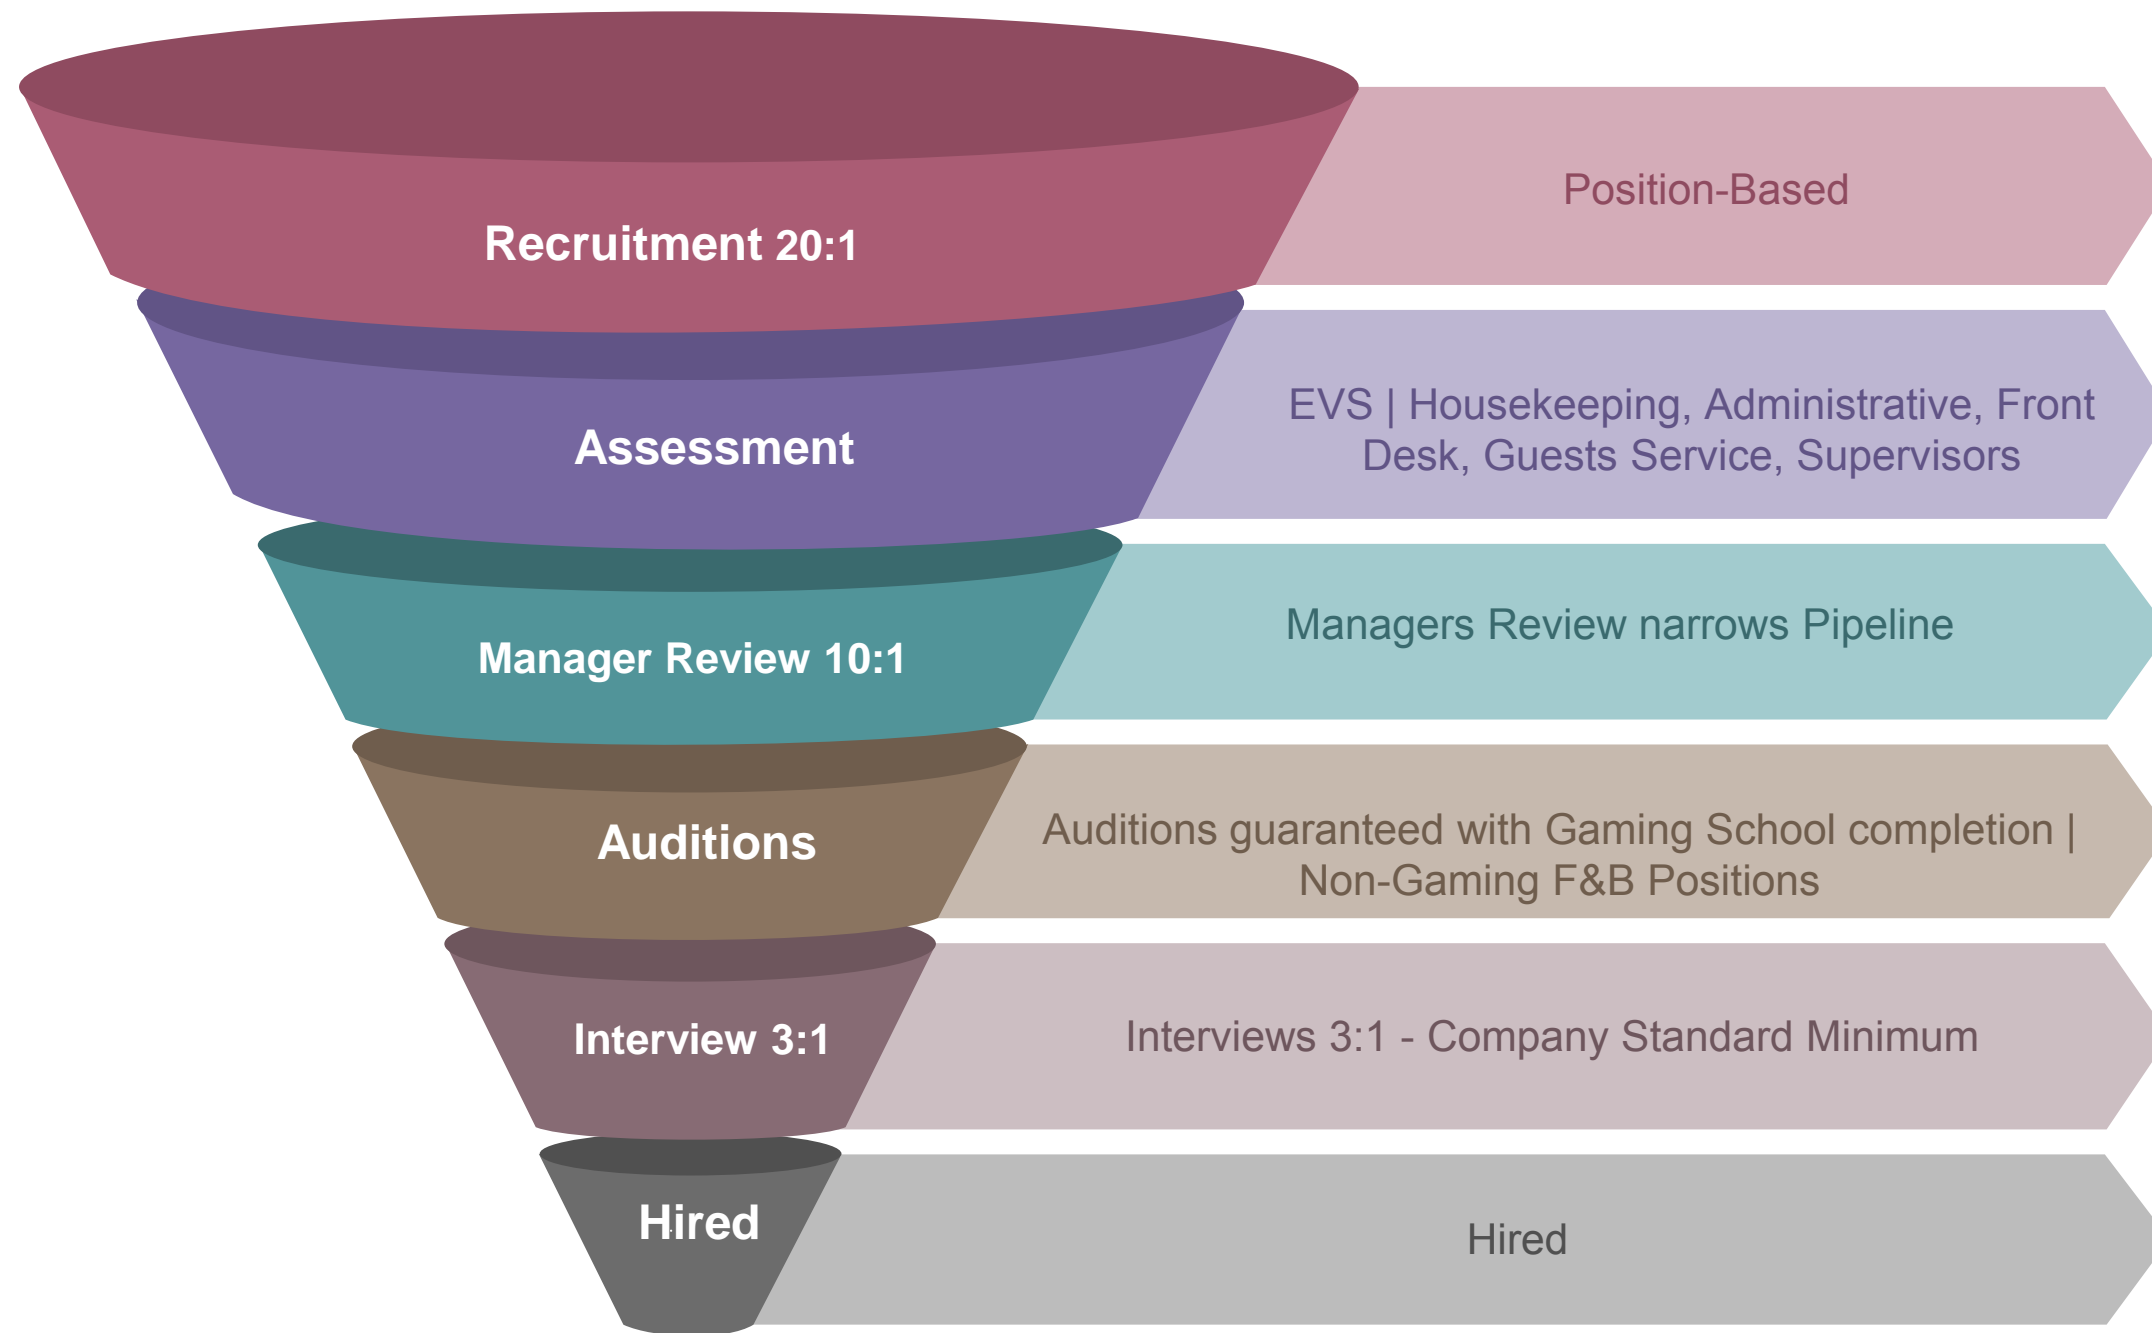 Recruitment 20:1
Position-Based
Assessment
EVS | Housekeeping, Administrative, Front
Desk, Guests Service, Supervisors
Manager Review 10:1
Managers Review narrows Pipeline
Auditions
Auditions guaranteed with Gaming School completion |
Non-Gaming F&B Positions
Interview 3:1
Interviews 3:1 - Company Standard Minimum
Hired
Hired